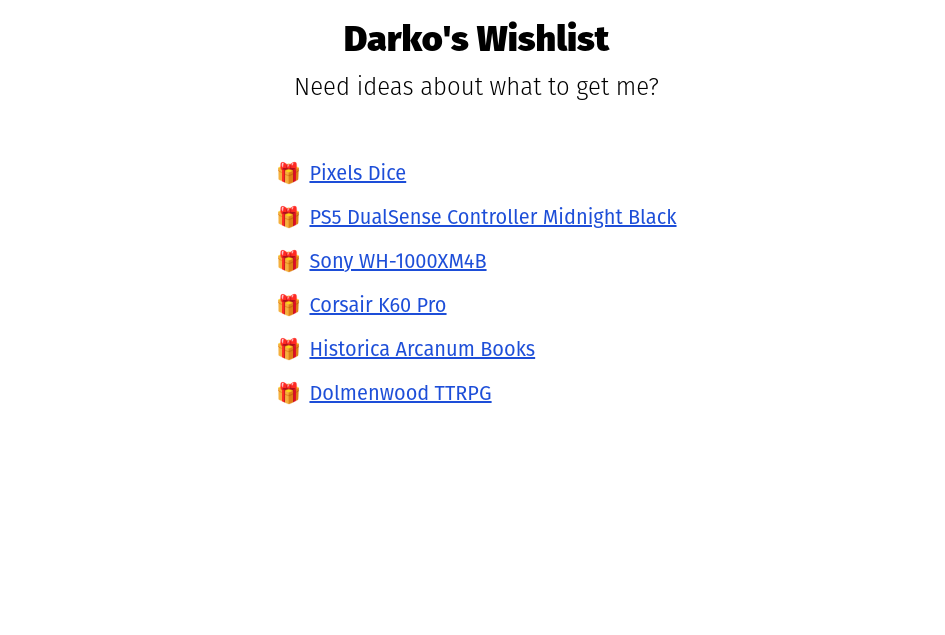 Darko's Wishlist
Need ideas about what to get me?
Pixels Dice
PS5 DualSense Controller Midnight Black
Sony WH-1000XM4B
Corsair K60 Pro
Historica Arcanum Books
Dolmenwood TTRPG